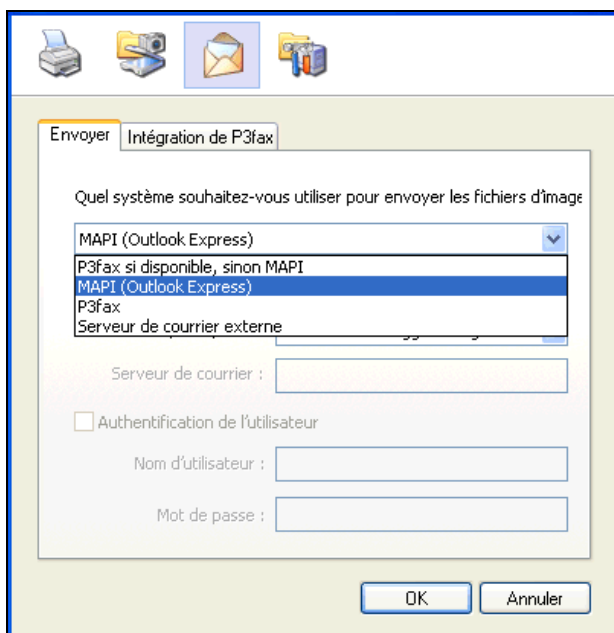 Envoyer
Intégration de P3fax
Quel système souhaitez-vous utiliser pour envoyer les fichiers d'image
MAPI (Outlook Express)
P3fax si disponible, sinon MAPI
MAPI (Outlook Express)
P3fax
Serveur de courrier externe
Serveur de courrier :
Authentification de l'utilisateur
Nom d'utilisateur :
Mot de passe :
OK
Annuler